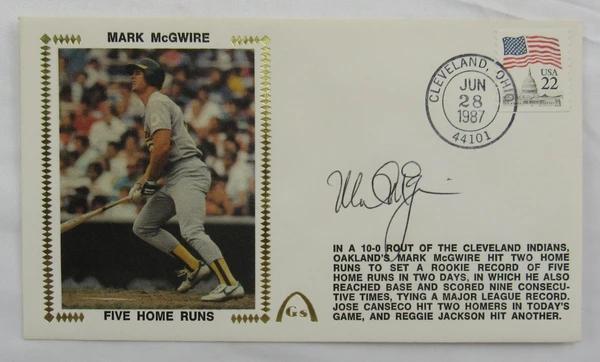 MARK McGWIRE
FIVE HOME RUNS
Gs
CLEVELAND, OHIO
JUN
28
1987
44101
USA
22
Mark McGwire
IN A 10-0 ROUT OF THE CLEVELAND INDIANS,
OAKLAND'S MARK McGWIRE HIT TWO HOME
RUNS TO SET A ROOKIE RECORD OF FIVE
HOME RUNS IN TWO DAYS, IN WHICH HE ALSO
REACHED BASE AND SCORED NINE CONSECU-
TIVE TIMES, TYING A MAJOR LEAGUE RECORD.
JOSE CANSECO HIT TWO HOMERS IN TODAY'S
GAME, AND REGGIE JACKSON HIT ANOTHER.